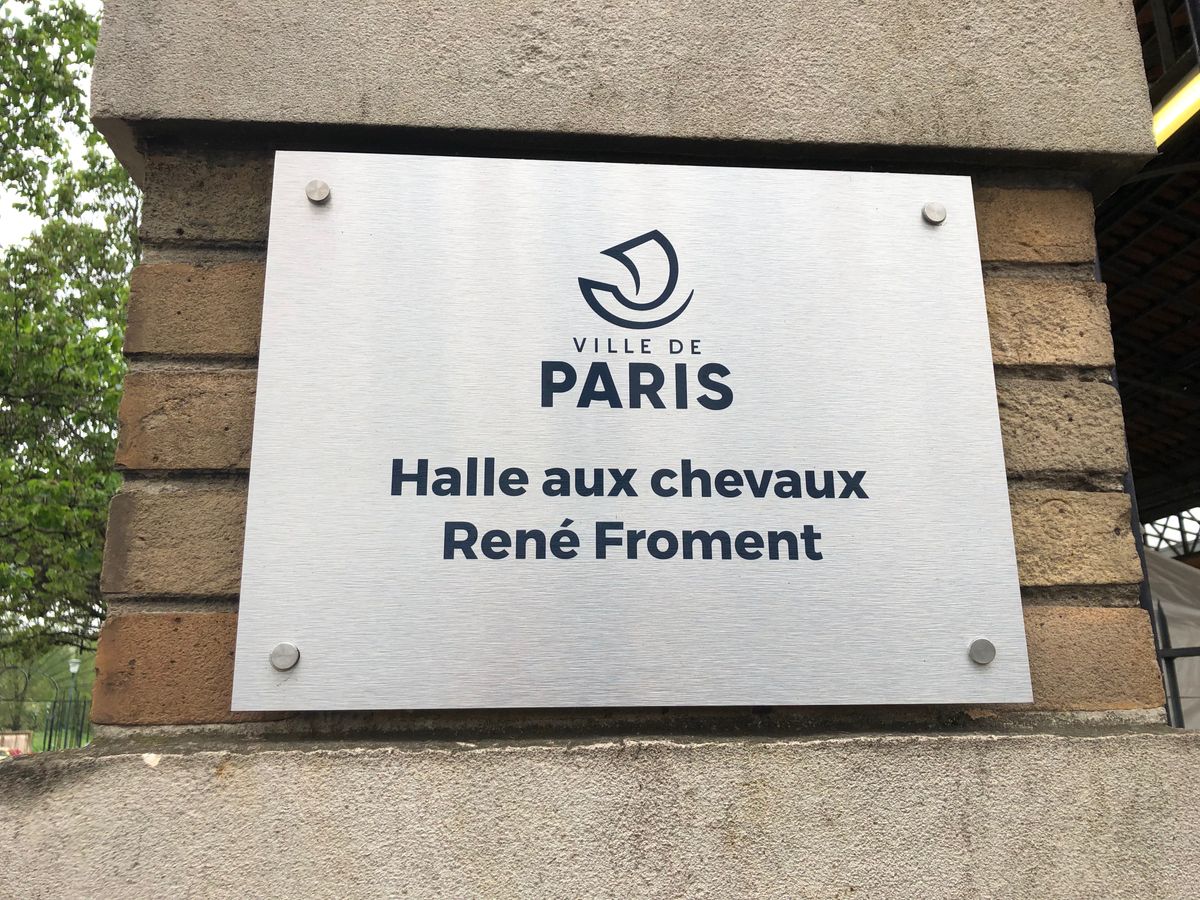 VILLE DE
PARIS
Halle aux chevaux
René Froment